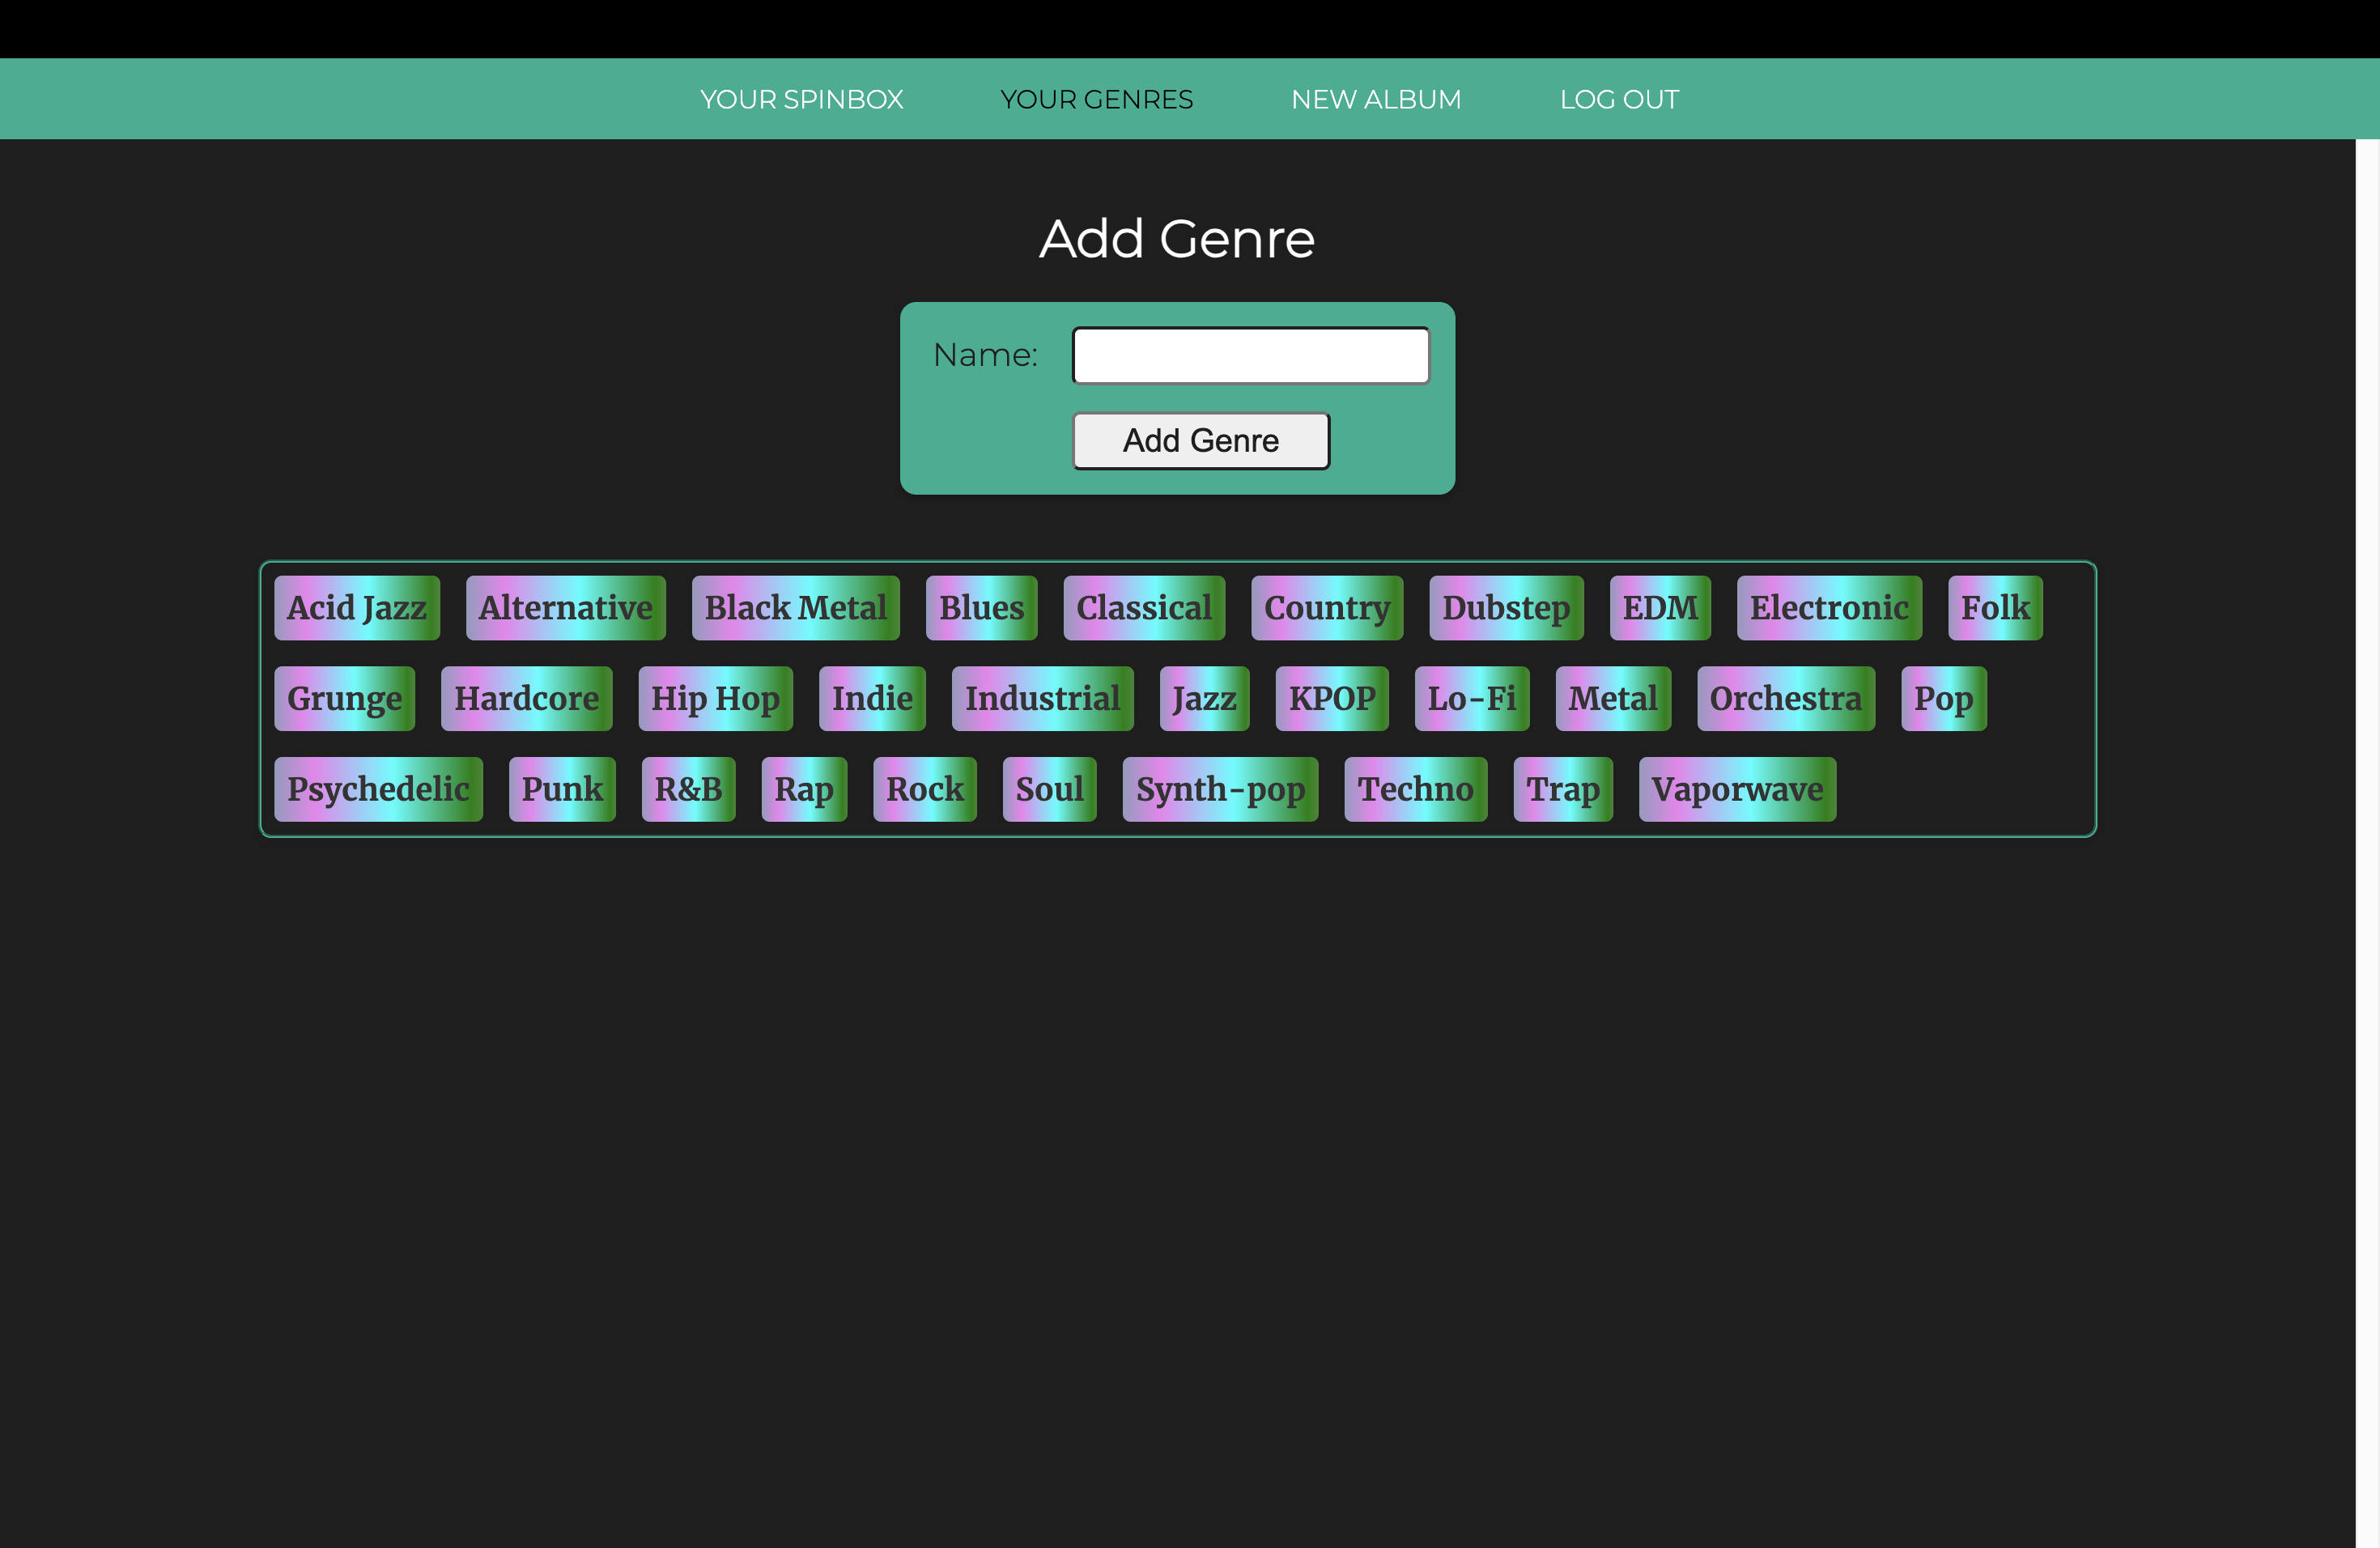 YOUR SPINBOX YOUR GENRES NEW ALBUM LOG OUT
Add Genre
Name:
Add Genre
Acid Jazz Alternative Black Metal Blues Classical Country Dubstep EDM Electronic Folk
Grunge Hardcore Hip Hop Indie Industrial Jazz KPOP Lo-Fi Metal Orchestra Pop
Psychedelic Punk R&B Rap Rock Soul Synth-pop Techno Trap Vaporwave